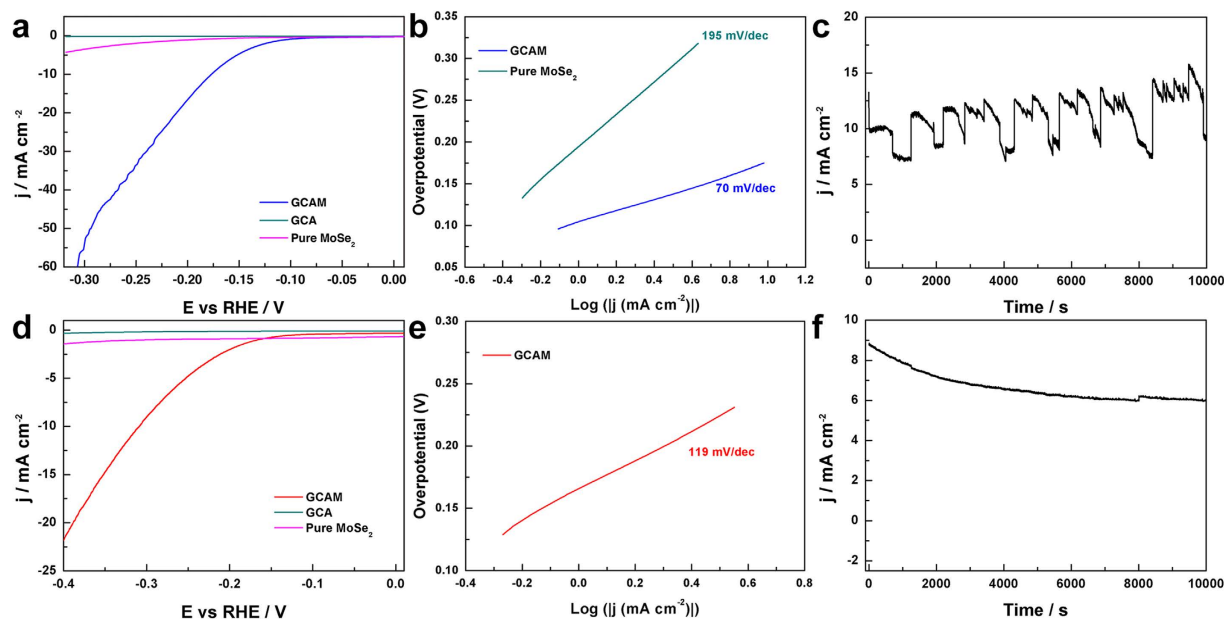 a
0
-10
-20
-30
-40
-50
-60
j / mA cm⁻²
GCAM
GCA
Pure MoSe₂
-0.30 -0.25 -0.20 -0.15 -0.10 -0.05 0.00
E vs RHE / V
b
0.35
0.30
0.25
0.20
0.15
0.10
0.05
Overpotential (V)
GCAM
Pure MoSe₂
195 mV/dec
70 mV/dec
-0.6 -0.4 -0.2 0.0 0.2 0.4 0.6 0.8 1.0 1.2
Log (|j (mA cm⁻²)|)
c
20
15
10
5
0
j / mA cm⁻²
0 2000 4000 6000 8000 10000
Time / s
d
0
-5
-10
-15
-20
-25
j / mA cm⁻²
GCAM
GCA
Pure MoSe₂
-0.4 -0.3 -0.2 -0.1 0.0
E vs RHE / V
e
0.30
0.25
0.20
0.15
0.10
Overpotential (V)
GCAM
119 mV/dec
-0.4 0.0 0.4 0.8
Log (|j (mA cm⁻²)|)
f
10
8
6
4
2
0
-2
j / mA cm⁻²
0 2000 4000 6000 8000 10000
Time / s